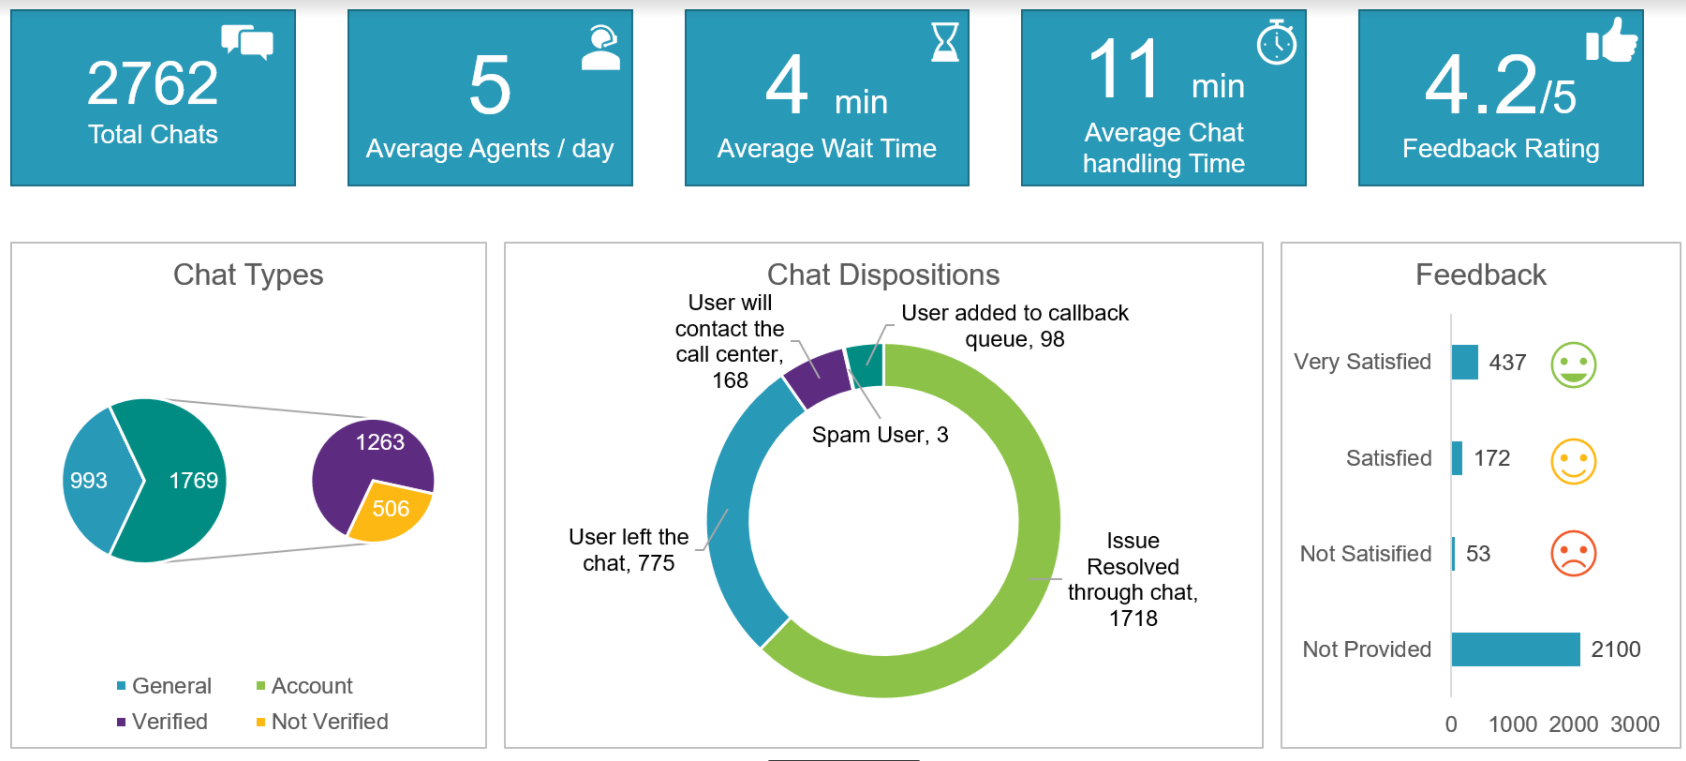 2762
Total Chats
5
Average Agents / day
4 min
Average Wait Time
11 min
Average Chat
handling Time
4.2/5
Feedback Rating
Chat Types
993
1769
1263
506
General
Account
Verified
Not Verified
Chat Dispositions
User will
contact the
call center,
168
User added to callback
queue, 98
Spam User, 3
User left the
chat, 775
Issue
Resolved
through chat,
1718
Feedback
Very Satisfied 437
Satisfied 172
Not Satisified 53
Not Provided 2100
0 1000 2000 3000